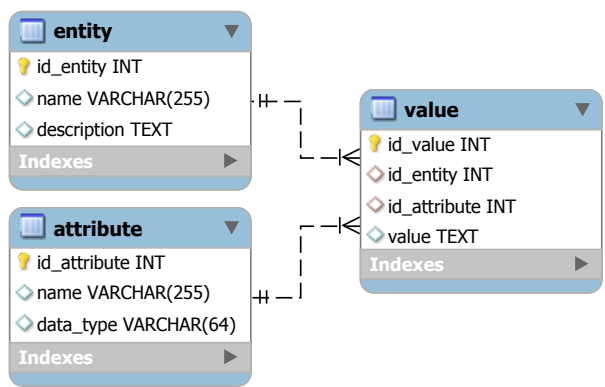 entity
id_entity INT
name VARCHAR(255)
description TEXT
Indexes
attribute
id_attribute INT
name VARCHAR(255)
data_type VARCHAR(64)
Indexes
value
id_value INT
id_entity INT
id_attribute INT
value TEXT
Indexes